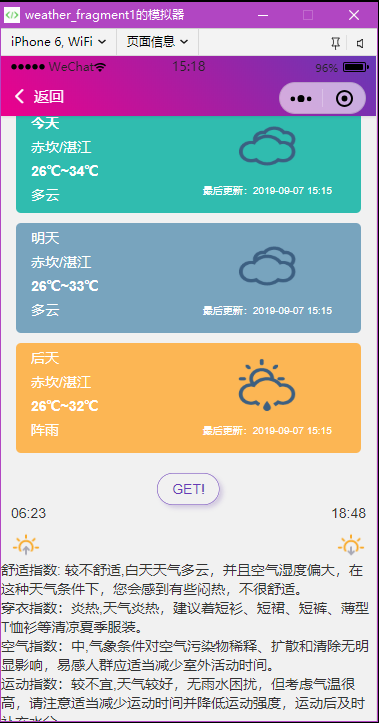 weather_fragment1的模拟器
iPhone 6, WiFi 页面信息
WeChat 15:18 96%
返回
今天
赤坎/湛江
26℃~34℃
多云
最后更新：2019-09-07 15:15
明天
赤坎/湛江
26℃~33℃
多云
最后更新：2019-09-07 15:15
后天
赤坎/湛江
26℃~32℃
阵雨
最后更新：2019-09-07 15:15
GET!
06:23 18:48
舒适指数: 较不舒适,白天天气多云，并且空气湿度偏大，在
这种天气条件下，您会感到有些闷热，不很舒适。
穿衣指数：炎热,天气炎热，建议着短衫、短裙、短裤、薄型
T恤衫等清凉夏季服装。
空气指数：中,气象条件对空气污染物稀释、扩散和清除无明
显影响，易感人群应适当减少室外活动时间。
运动指数：较不宜,天气较好，无雨水困扰，但考虑气温很
高，请注意适当减少运动时间并降低运动强度，运动后及时
补充水分。